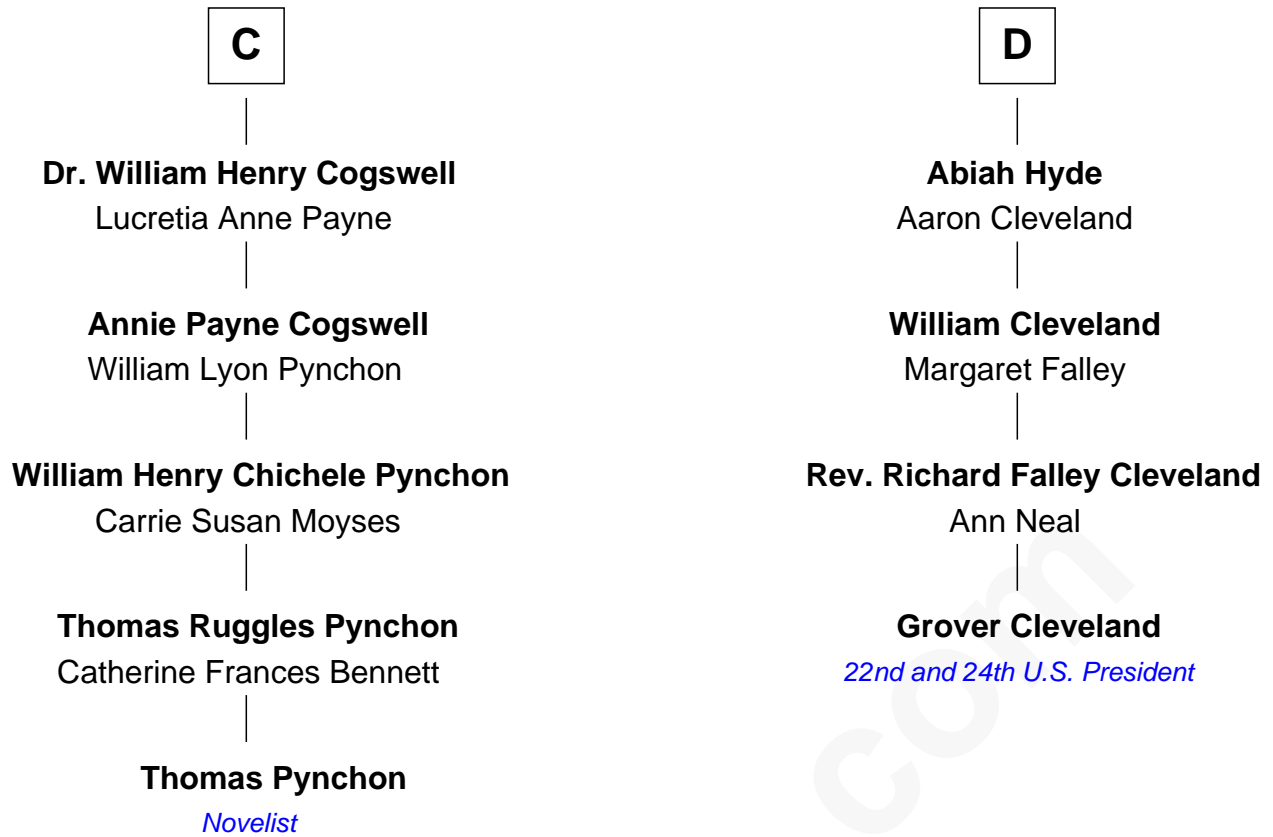 C
Dr. William Henry Cogswell
Lucretia Anne Payne
Annie Payne Cogswell
William Lyon Pynchon
William Henry Chichele Pynchon
Carrie Susan Moyses
Thomas Ruggles Pynchon
Catherine Frances Bennett
Thomas Pynchon
Novelist
D
Abiah Hyde
Aaron Cleveland
William Cleveland
Margaret Falley
Rev. Richard Falley Cleveland
Ann Neal
Grover Cleveland
22nd and 24th U.S. President
com